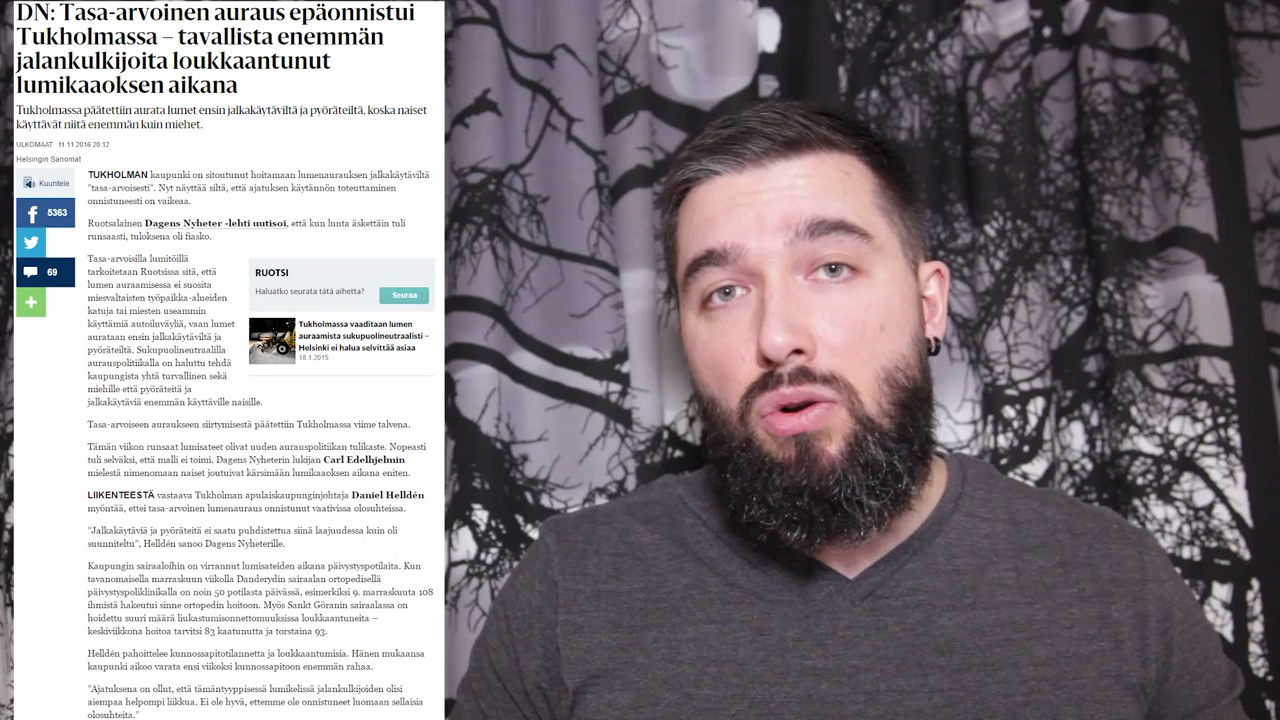 DN: Tasa-arvoinen auraus epäonnistui
Tukholmassa – tavallista enemmän
jalankulkijoita loukkaantunut
lumikaaoksen aikana
Tukholmassa päätettiin aurata lumet ensin jalkakäytäviltä ja pyöräteiltä, koska naiset
käyttävät niitä enemmän kuin miehet.
ULKOMAAT 11.11.2016 20:12
Helsingin Sanomat
Kuuntele
5363
69
TUKHOLMAN kaupunki on sitoutunut hoitamaan lumenaurauksen jalkakäytäviltä
"tasa-arvoisesti". Nyt näyttää siltä, että ajatuksen käytännön toteuttaminen
onnistuneesti on vaikeaa.
Ruotsalainen Dagens Nyheter -lehti uutisoi, että kun lunta äskettäin tuli
runsaasti, tuloksena oli fiasko.
Tasa-arvoisilla lumitöillä
tarkoitetaan Ruotsissa sitä, että
lumen auraamisessa ei suosita
miesvaltaisten työpaikka-alueiden
katuja tai miesten useammin
käyttämiä autoiluväyliä, vaan lumet
aurataan ensin jalkakäytäviltä ja
pyöräteiltä. Sukupuolineutraalilla
aurauspolitiikalla on haluttu tehdä
kaupungista yhtä turvallinen sekä
miehille että pyöräteitä ja
jalkakäytäviä enemmän käyttäville naisille.
RUOTSI
Haluatko seurata tätä aihetta?
Seuraa
Tukholmassa vaaditaan lumen
auraamista sukupuolineutraalisti –
Helsinki ei halua selvittää asiaa
18.1.2015
Tasa-arvoiseen auraukseen siirtymisestä päätettiin Tukholmassa viime talvena.
Tämän viikon runsaat lumisateet olivat uuden aurauspolitiikan tulikaste. Nopeasti
tuli selväksi, että malli ei toimi. Dagens Nyheterin lukijan Carl Edelhjelmin
mielestä nimenomaan naiset joutuivat kärsimään lumikaaoksen aikana eniten.
LIIKENTEESTÄ vastaava Tukholman apulaiskaupunginjohtaja Daniel Helldén
myöntää, ettei tasa-arvoinen lumenauraus onnistunut vaativissa olosuhteissa.
"Jalkakäytäviä ja pyöräteitä ei saatu puhdistettua siinä laajuudessa kuin oli
suunniteltu", Helldén sanoo Dagens Nyheterille.
Kaupungin sairaaloihin on virrannut lumisateiden aikana päivystyspotilaita. Kun
tavanomaisella marraskuun viikolla Danderydin sairaalan ortopedisellä
päivystyspoliklinikalla on noin 50 potilasta päivässä, esimerkiksi 9. marraskuuta 108
ihmistä hakeutui sinne ortopedin hoitoon. Myös Sankt Göranin sairaalassa on
hoidettu suuri määrä liukastumisonnettomuuksissa loukkaantuneita –
keskiviikkona hoitoa tarvitsi 83 kaatunutta ja torstaina 93.
Helldén pahoittelee kunnossapitotilannetta ja loukkaantumisia. Hänen mukaansa
kaupunki aikoo varata ensi viikoksi kunnossapitoon enemmän rahaa.
"Ajatuksena on ollut, että tämäntyyppisessä lumikelissä jalankulkijoiden olisi
aiempaa helpompi liikkua. Ei ole hyvä, ettemme ole onnistuneet luomaan sellaisia
olosuhteita."